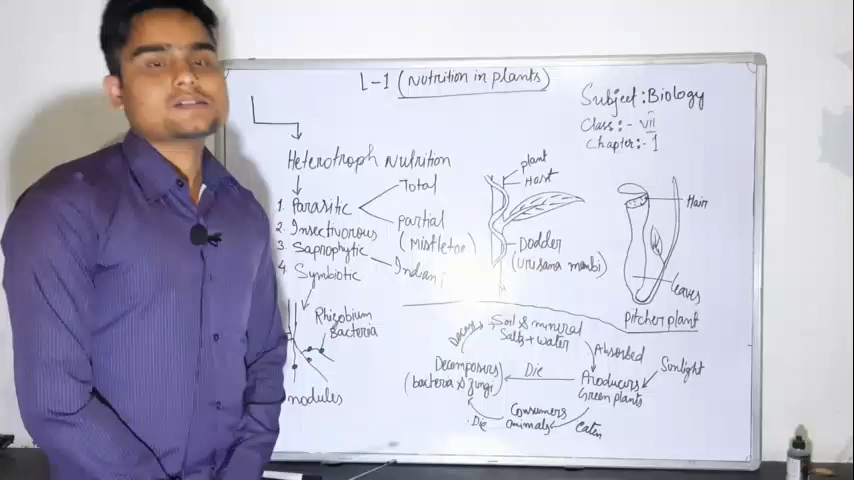 L-1 (Nutrition in plants)
Subject:Biology
Class:- VII
Chapter:- 1
Heterotroph Nutrition
1. Parasitic
Total
partial
(Mistletoe)
2. Insectivorous
3. Saprophytic
Indian
4. Symbiotic
Rhizobium
Bacteria
nodules
plant
Host
Dodder
Hair
leaves
Pitcher plant
Soil & mineral
Salts + water
Absorbed
Sunlight
Producers
Green plants
Eaten
Consumers
animals
Die
Die
Decomposers
(bacteria & fungi)